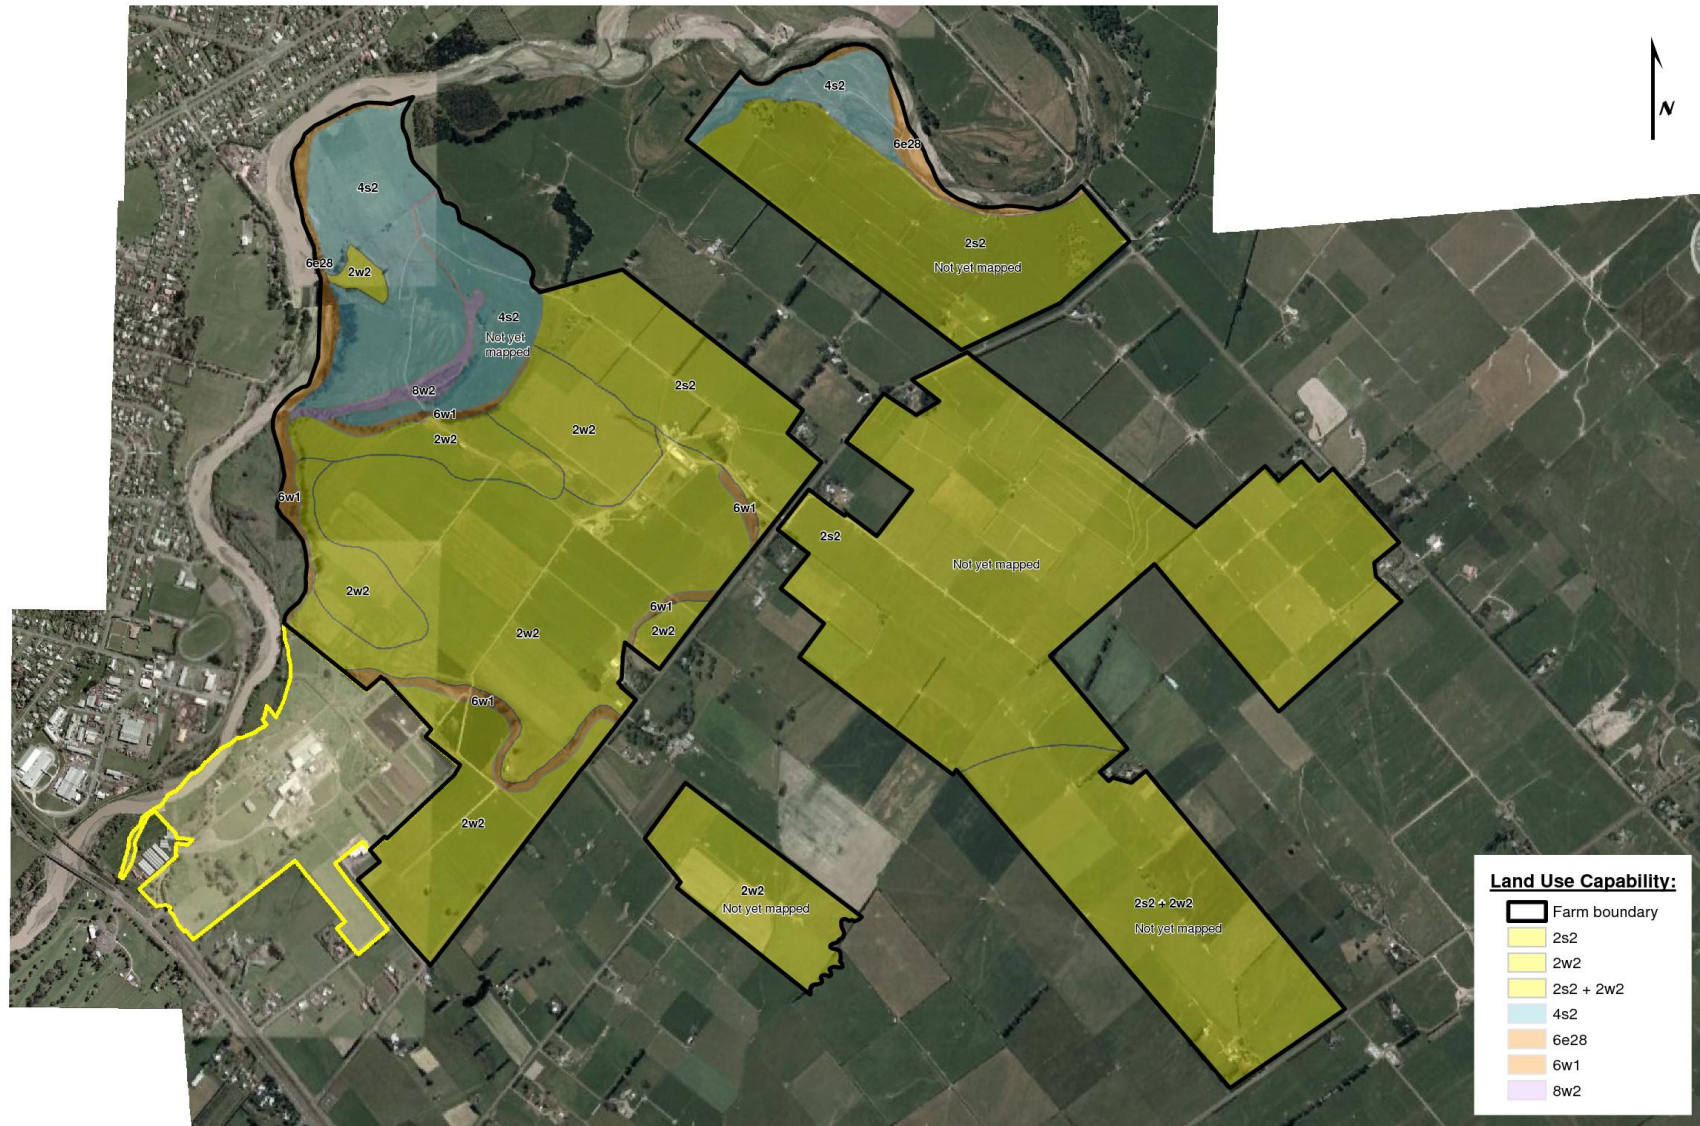 4s2
N
6e28
4s2
2s2
Not yet mapped
6e28
2w2
4s2
Not yet
mapped
2s2
8w2
6w1
2w2
2w2
6w1
6w1
2s2
Not yet mapped
2w2
6w1
2w2
2w2
6w1
2w2
2w2
Not yet mapped
2s2 + 2w2
Not yet mapped
Land Use Capability:
Farm boundary
2s2
2w2
2s2 + 2w2
4s2
6e28
6w1
8w2